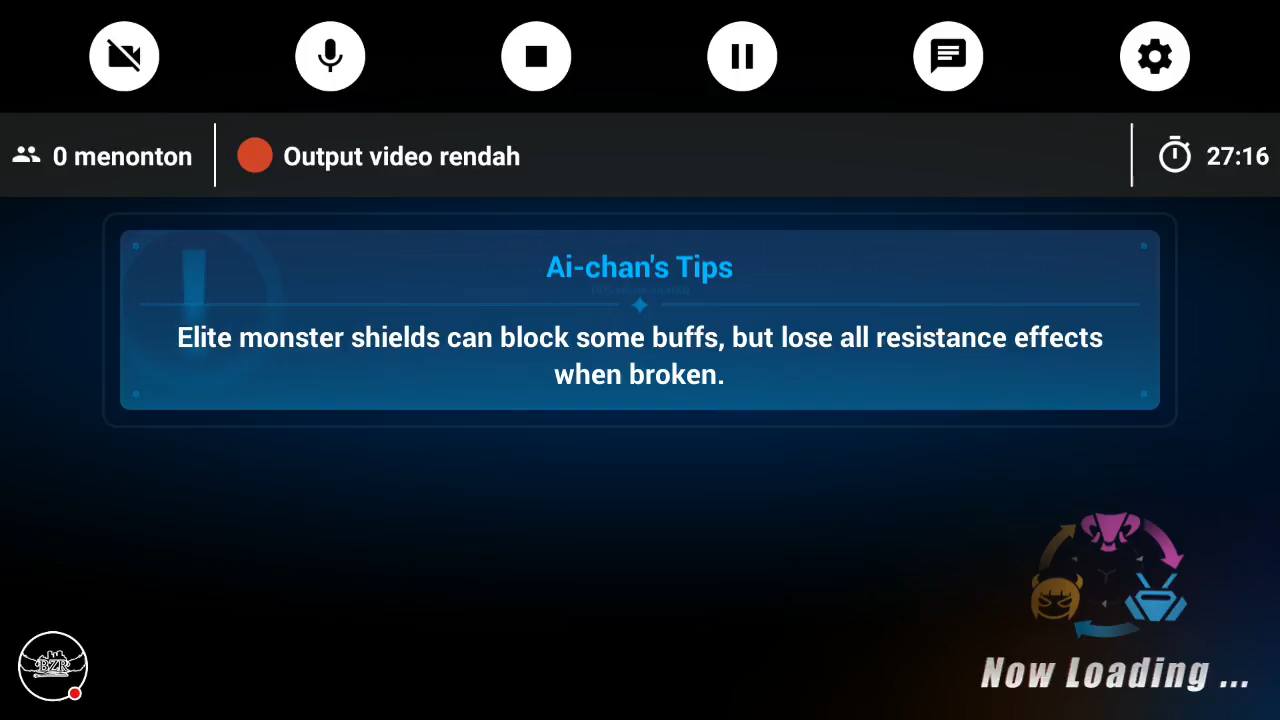 0 menonton
Output video rendah
27:16
Ai-chan's Tips
Elite monster shields can block some buffs, but lose all resistance effects
when broken.
BZR
Now Loading ...